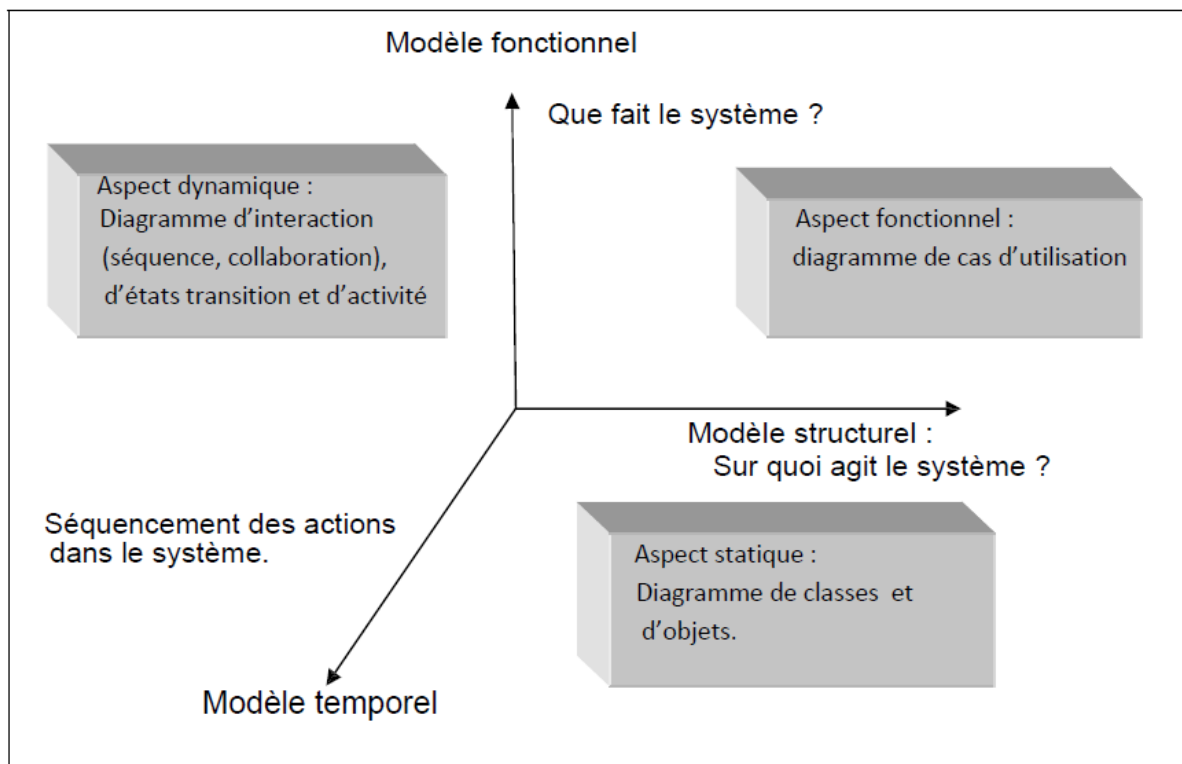 Modèle fonctionnel
Que fait le système ?
Aspect dynamique :
Diagramme d'interaction
(séquence, collaboration),
d'états transition et d'activité
Aspect fonctionnel :
diagramme de cas d'utilisation
Modèle structurel :
Sur quoi agit le système ?
Séquencement des actions
dans le système.
Aspect statique :
Diagramme de classes et
d'objets.
Modèle temporel